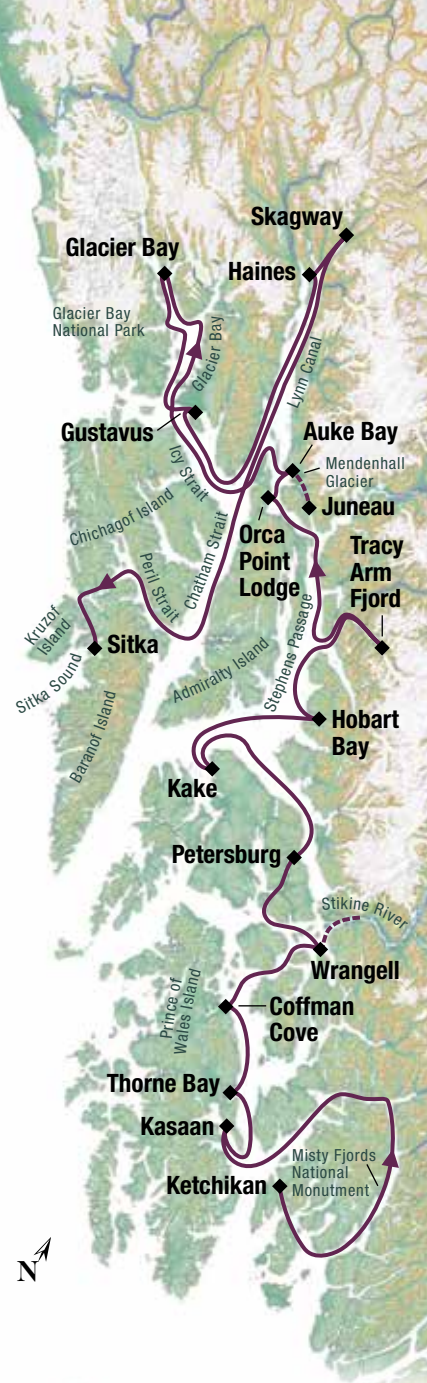 Skagway
Glacier Bay
Haines
Glacier Bay
National Park
Glacier Bay
Lynn Canal
Gustavus
Auke Bay
Icy Strait
Mendenhall
Glacier
Chichagof Island
Juneau
Orca
Point
Lodge
Tracy
Arm
Fjord
Chatham Strait
Peril Strait
Kruzof
Island
Sitka
Stephens Passage
Admiralty Island
Sitka Sound
Baranof Island
Hobart
Bay
Kake
Petersburg
Stikine River
Wrangell
Prince of
Wales Island
Coffman
Cove
Thorne Bay
Kasaan
Misty Fjords
National
Monutment
Ketchikan
N